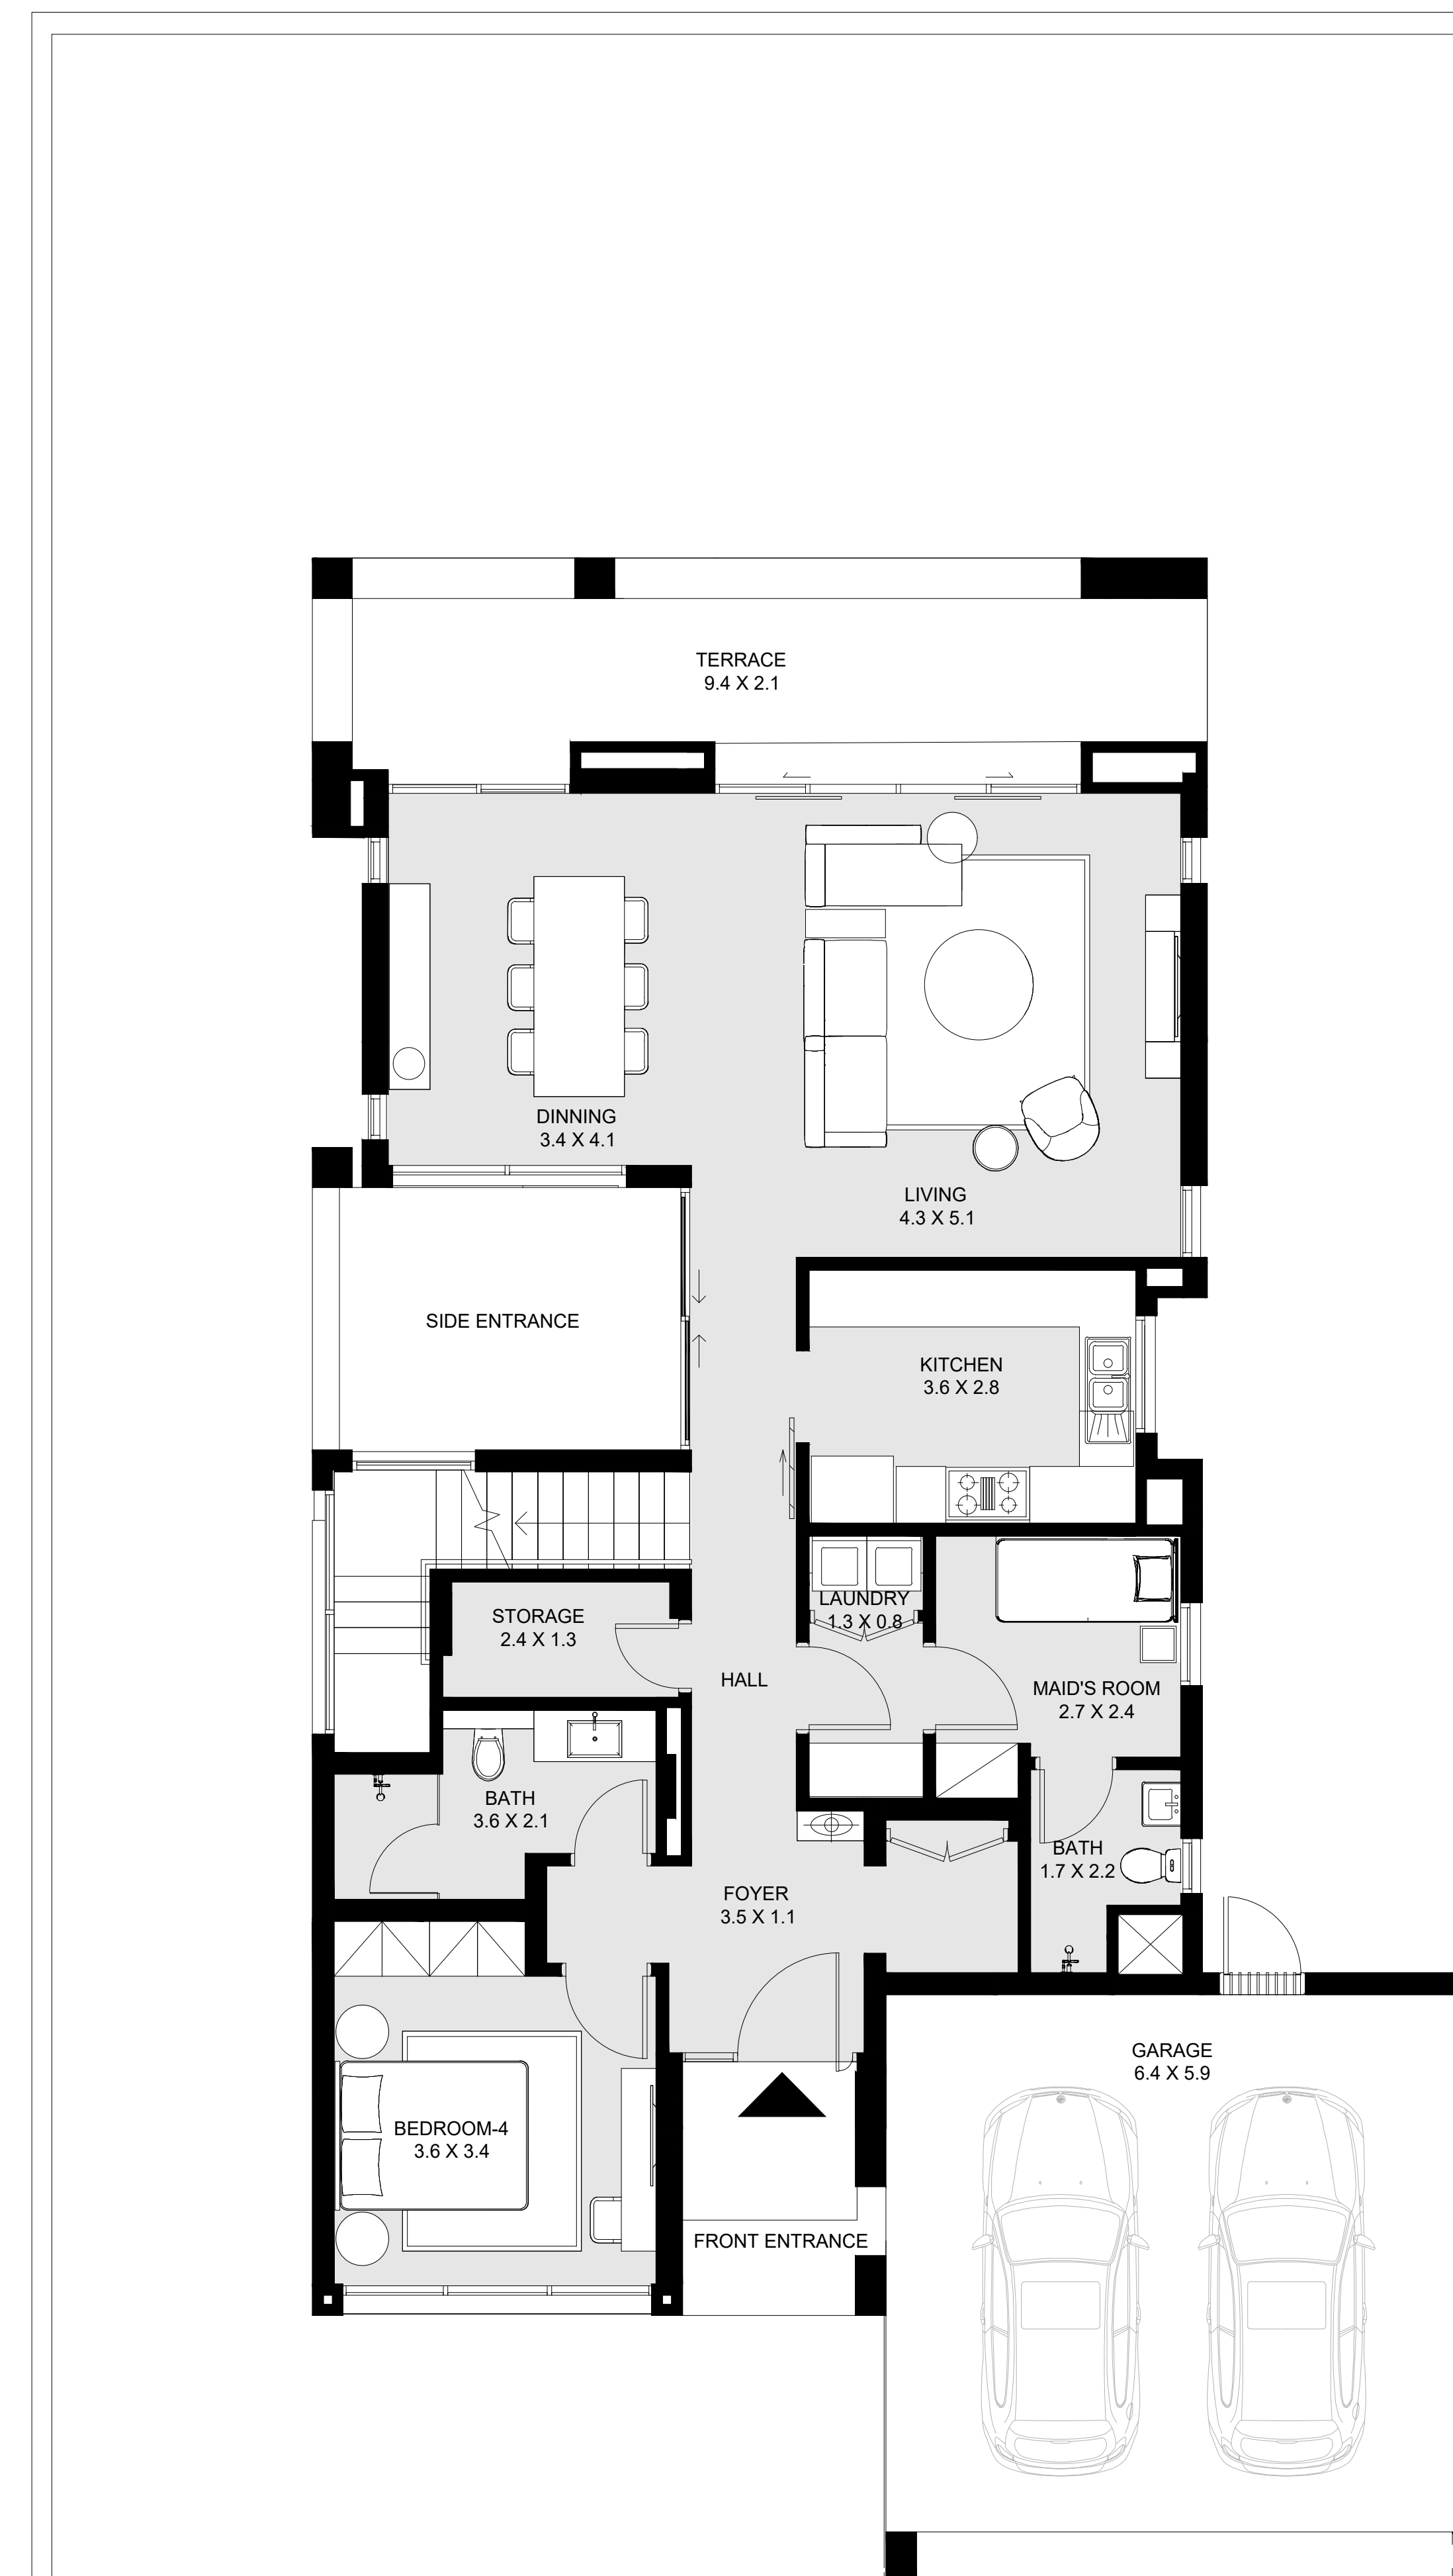 TERRACE
9.4 X 2.1
DINNING
3.4 X 4.1
LIVING
4.3 X 5.1
SIDE ENTRANCE
KITCHEN
3.6 X 2.8
LAUNDRY
1.3 X 0.8
STORAGE
2.4 X 1.3
HALL
MAID'S ROOM
2.7 X 2.4
BATH
3.6 X 2.1
BATH
1.7 X 2.2
FOYER
3.5 X 1.1
GARAGE
6.4 X 5.9
BEDROOM-4
3.6 X 3.4
FRONT ENTRANCE